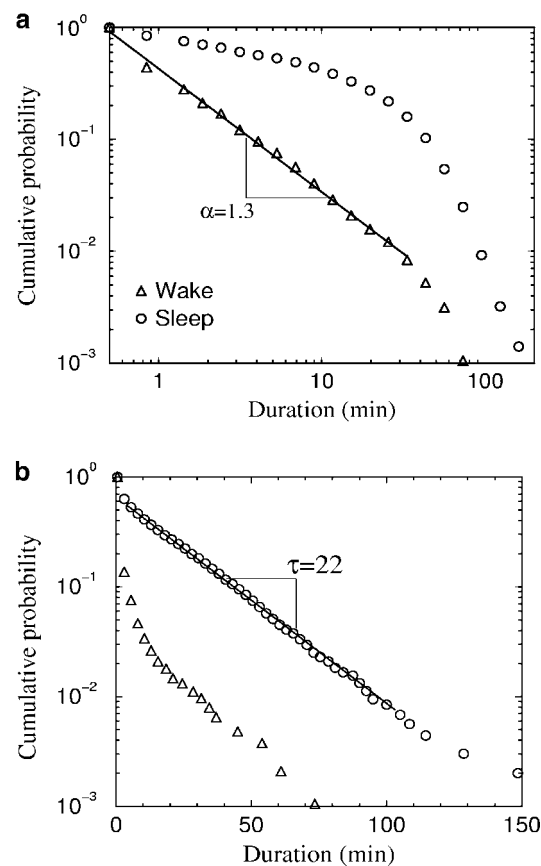 a
Cumulative probability
10^0
10^-1
10^-2
10^-3
α=1.3
Wake
Sleep
1 10 100
Duration (min)
b
Cumulative probability
10^0
10^-1
10^-2
10^-3
τ=22
0 50 100 150
Duration (min)